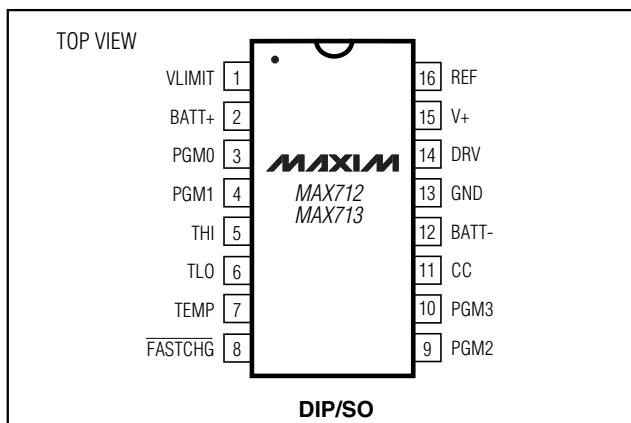 TOP VIEW
VLIMIT 1
BATT+ 2
PGM0 3
PGM1 4
THI 5
TLO 6
TEMP 7
FASTCHG 8
MAXIM
MAX712
MAX713
16 REF
15 V+
14 DRV
13 GND
12 BATT-
11 CC
10 PGM3
9 PGM2
DIP/SO